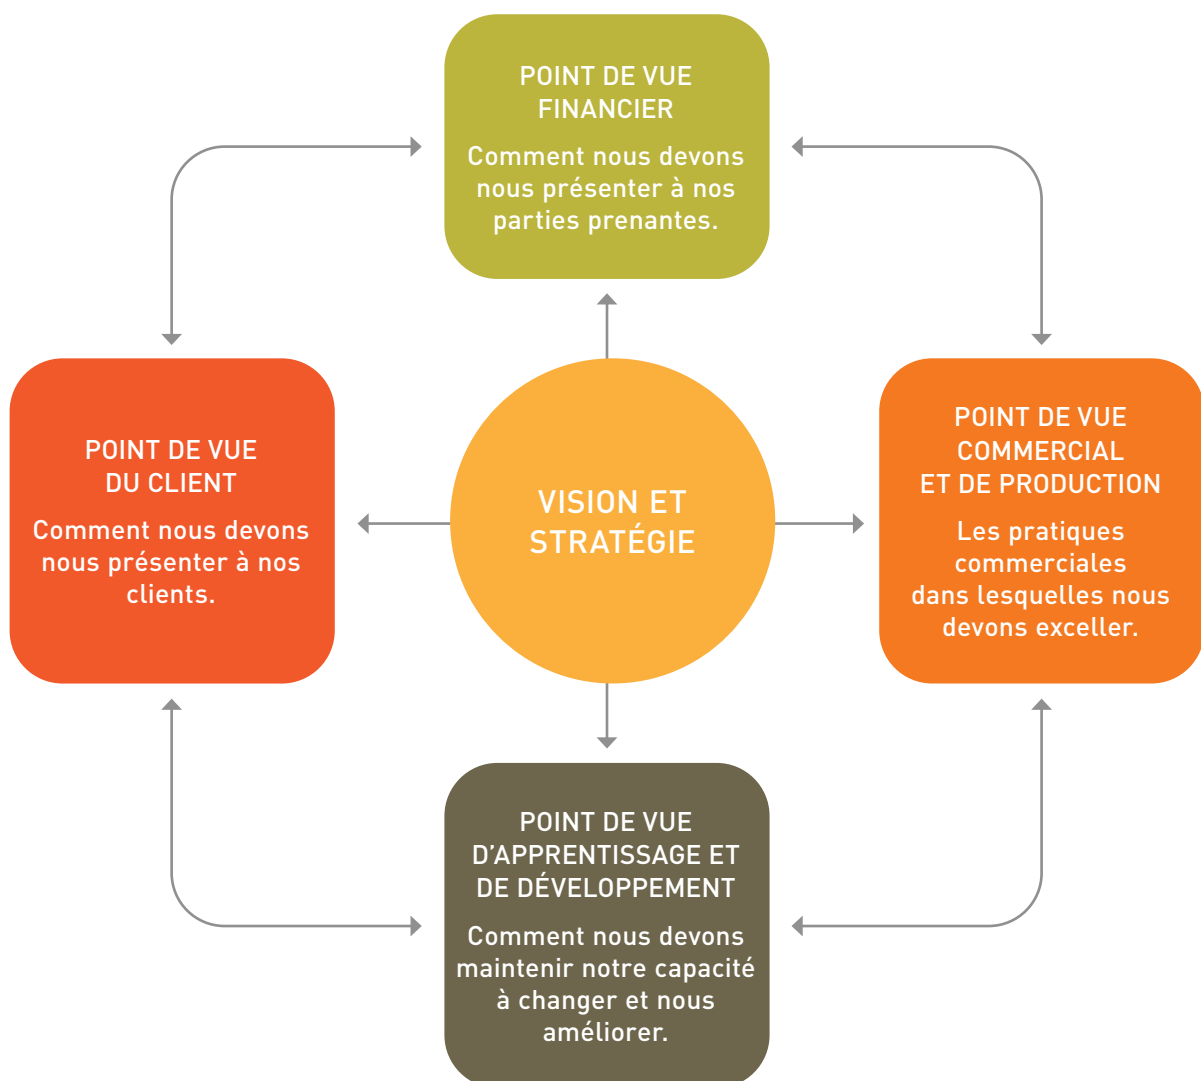 POINT DE VUE
FINANCIER
Comment nous devons
nous présenter à nos
parties prenantes.
POINT DE VUE
DU CLIENT
Comment nous devons
nous présenter à nos
clients.
VISION ET
STRATÉGIE
POINT DE VUE
COMMERCIAL
ET DE PRODUCTION
Les pratiques
commerciales
dans lesquelles nous
devons exceller.
POINT DE VUE
D’APPRENTISSAGE ET
DE DÉVELOPPEMENT
Comment nous devons
maintenir notre capacité
à changer et nous
améliorer.